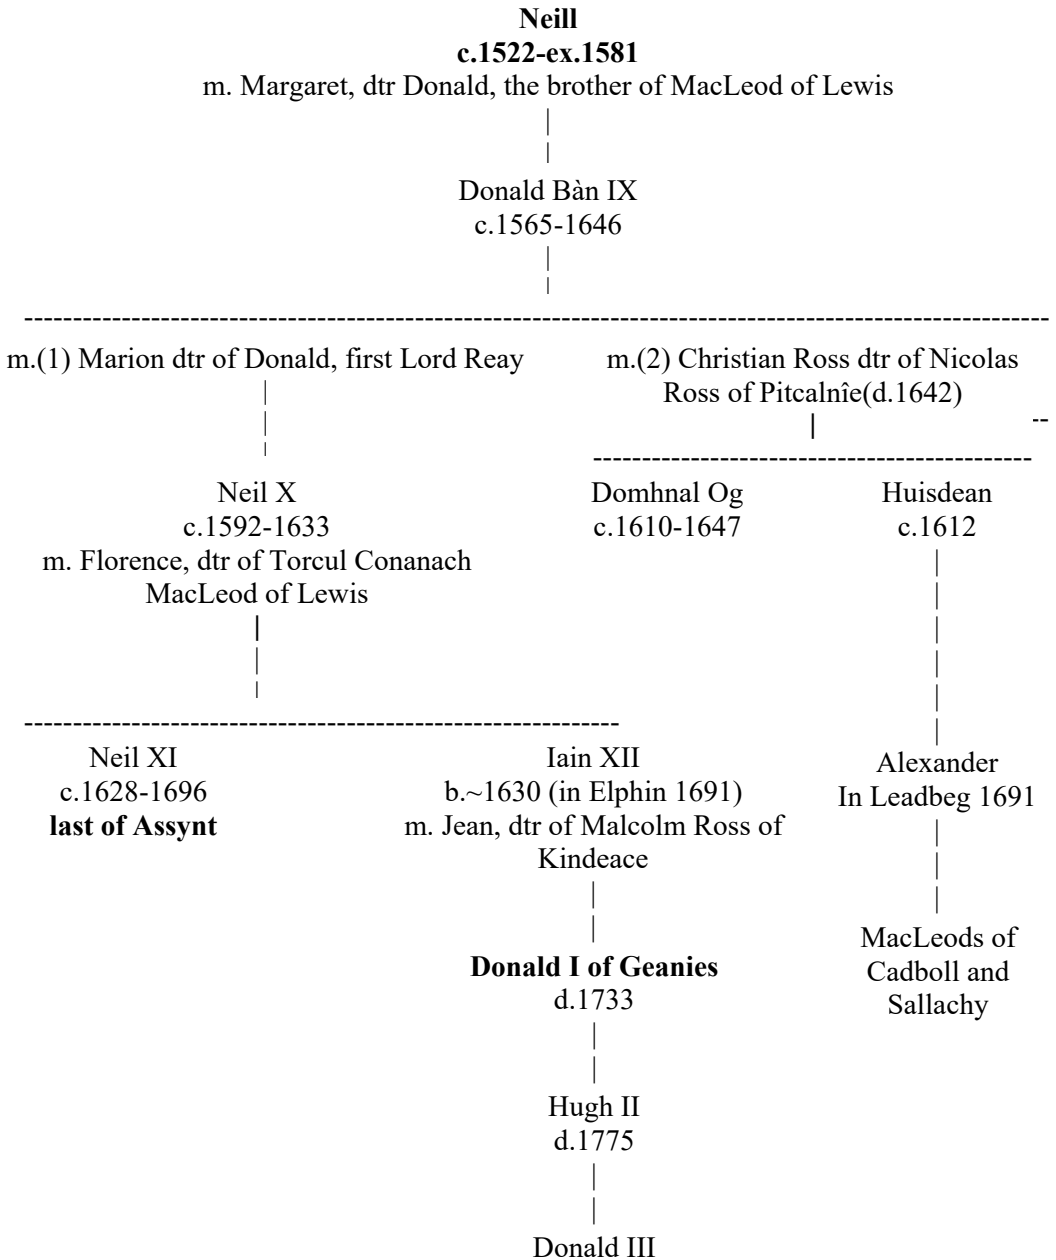 Neill
c.1522-ex.1581
m. Margaret, dtr Donald, the brother of MacLeod of Lewis
Donald Bàn IX
c.1565-1646
m.(1) Marion dtr of Donald, first Lord Reay
m.(2) Christian Ross dtr of Nicolas
Ross of Pitcalnîe(d.1642)
Neil X
c.1592-1633
m. Florence, dtr of Torcul Conanach
MacLeod of Lewis
Domhnal Og
c.1610-1647
Huisdean
c.1612
Neil XI
c.1628-1696
last of Assynt
Iain XII
b.~1630 (in Elphin 1691)
m. Jean, dtr of Malcolm Ross of
Kindeace
Alexander
In Leadbeg 1691
Donald I of Geanies
d.1733
MacLeods of
Cadboll and
Sallachy
Hugh II
d.1775
Donald III